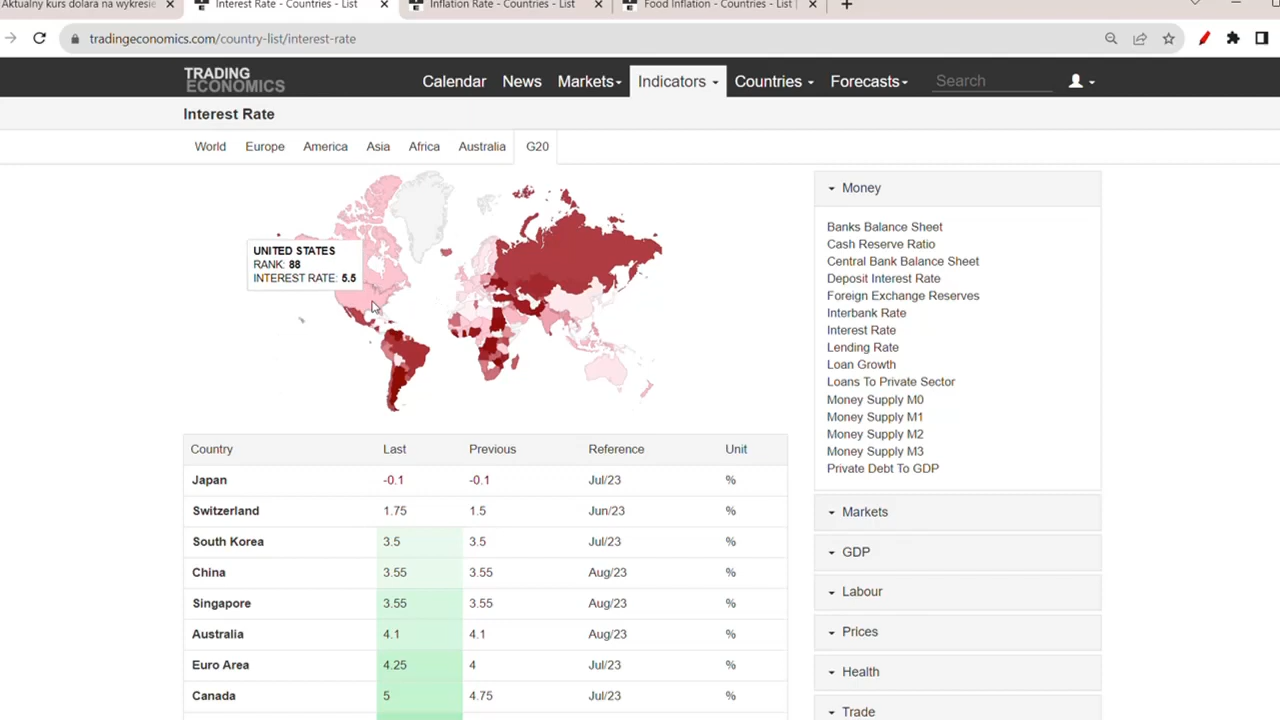 Aktualny kurs dolara na wykresie
Interest Rate - Countries - List
Inflation Rate - Countries - List
Food Inflation - Countries - List
tradingeconomics.com/country-list/interest-rate
TRADING
ECONOMICS
Calendar News Markets Indicators Countries Forecasts Search
Interest Rate
World Europe America Asia Africa Australia G20
UNITED STATES
RANK: 88
INTEREST RATE: 5.5
Country Last Previous Reference Unit
Japan -0.1 -0.1 Jul/23 %
Switzerland 1.75 1.5 Jun/23 %
South Korea 3.5 3.5 Jul/23 %
China 3.55 3.55 Aug/23 %
Singapore 3.55 3.55 Aug/23 %
Australia 4.1 4.1 Aug/23 %
Euro Area 4.25 4 Jul/23 %
Canada 5 4.75 Jul/23 %
Money
Banks Balance Sheet
Cash Reserve Ratio
Central Bank Balance Sheet
Deposit Interest Rate
Foreign Exchange Reserves
Interbank Rate
Interest Rate
Lending Rate
Loan Growth
Loans To Private Sector
Money Supply M0
Money Supply M1
Money Supply M2
Money Supply M3
Private Debt To GDP
Markets
GDP
Labour
Prices
Health
Trade